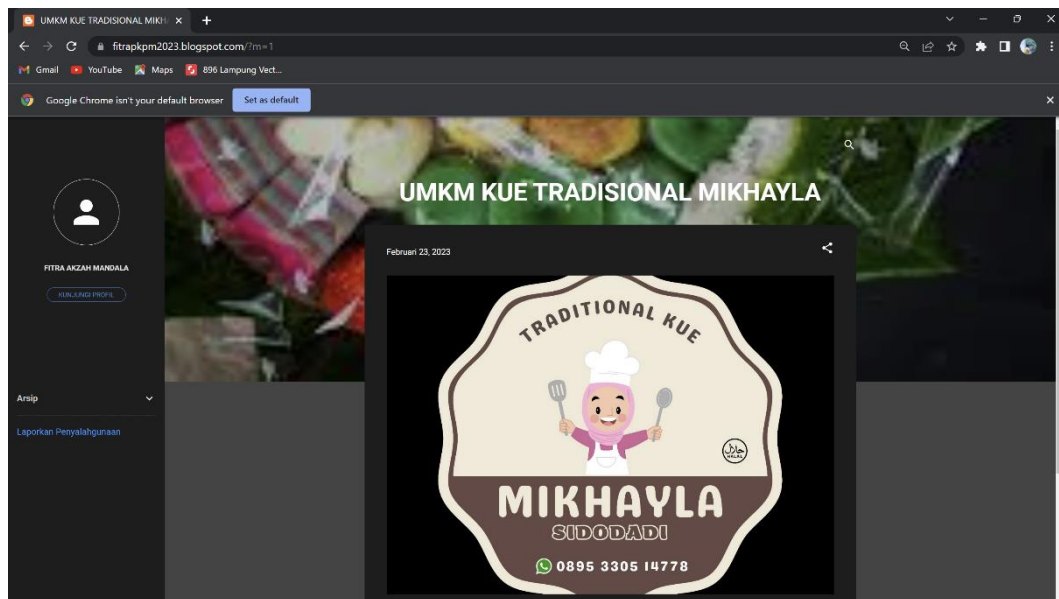 UMKM KUE TRADISIONAL MIKH
fitrapkpm2023.blogspot.com/?m=1
Gmail YouTube Maps 896 Lampung Vect...
Google Chrome isn't your default browser Set as default
UMKM KUE TRADISIONAL MIKHAYLA
FITRA AKZAH MANDALA
KUNJUNGI PROFIL
Arsip
Laporkan Penyalahgunaan
Februari 23, 2023
TRADITIONAL KUE
حلال
HALAL
MIKHAYLA
SIDODADI
0895 3305 14778